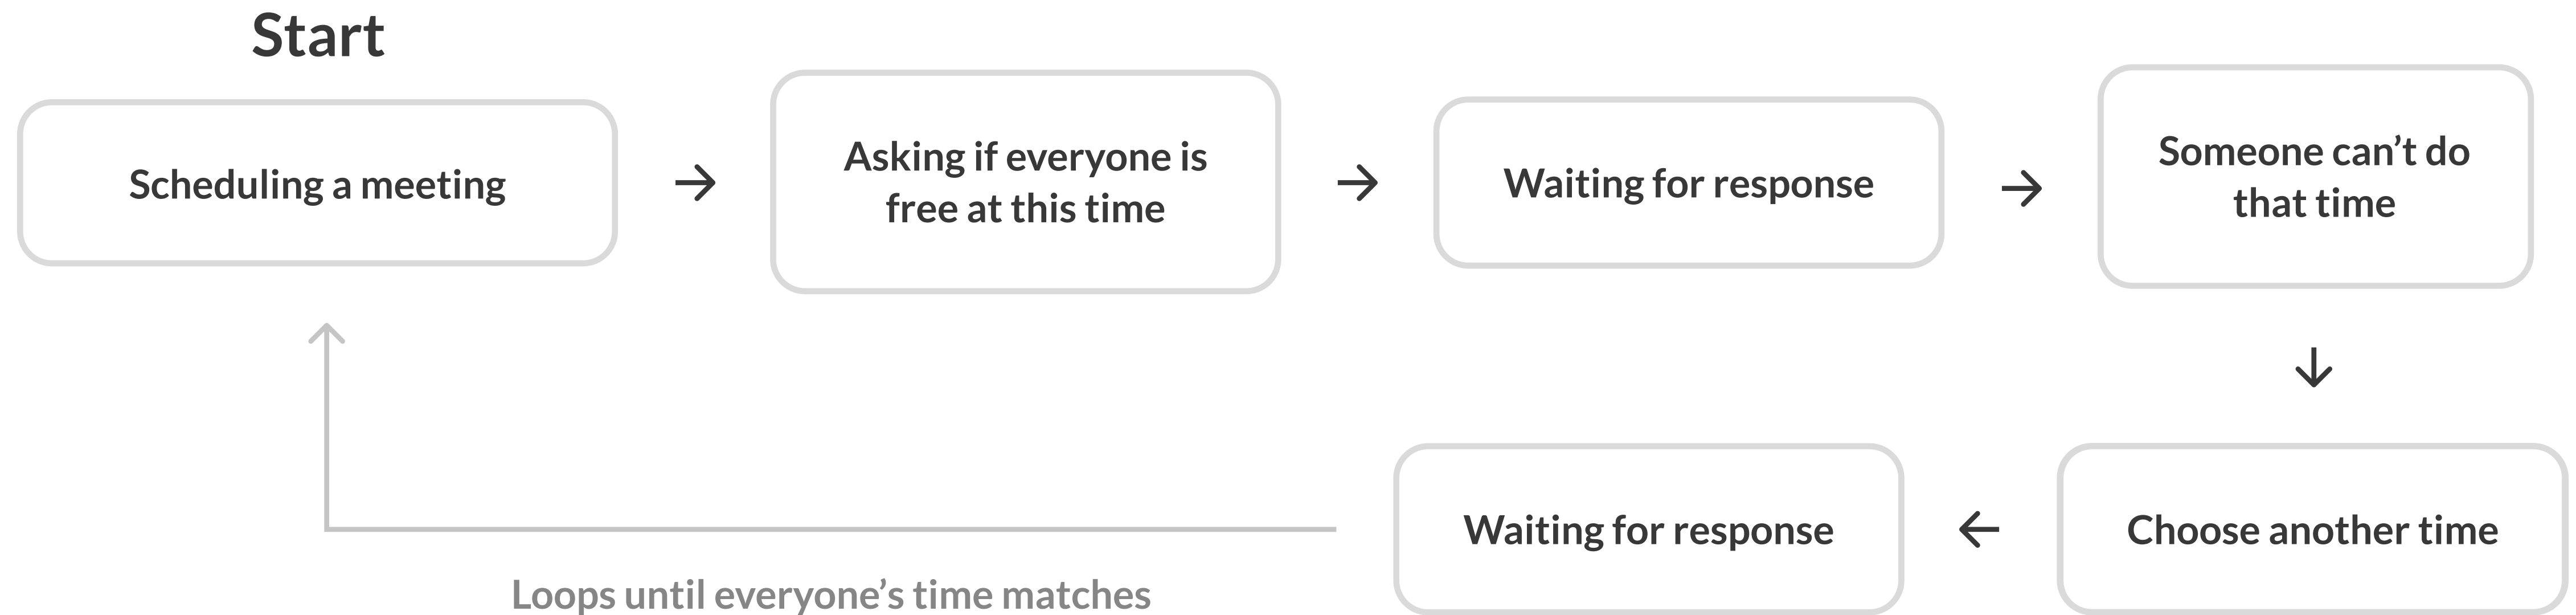 Start
Scheduling a meeting
Asking if everyone is
free at this time
Waiting for response
Someone can’t do
that time
Choose another time
Waiting for response
Loops until everyone’s time matches